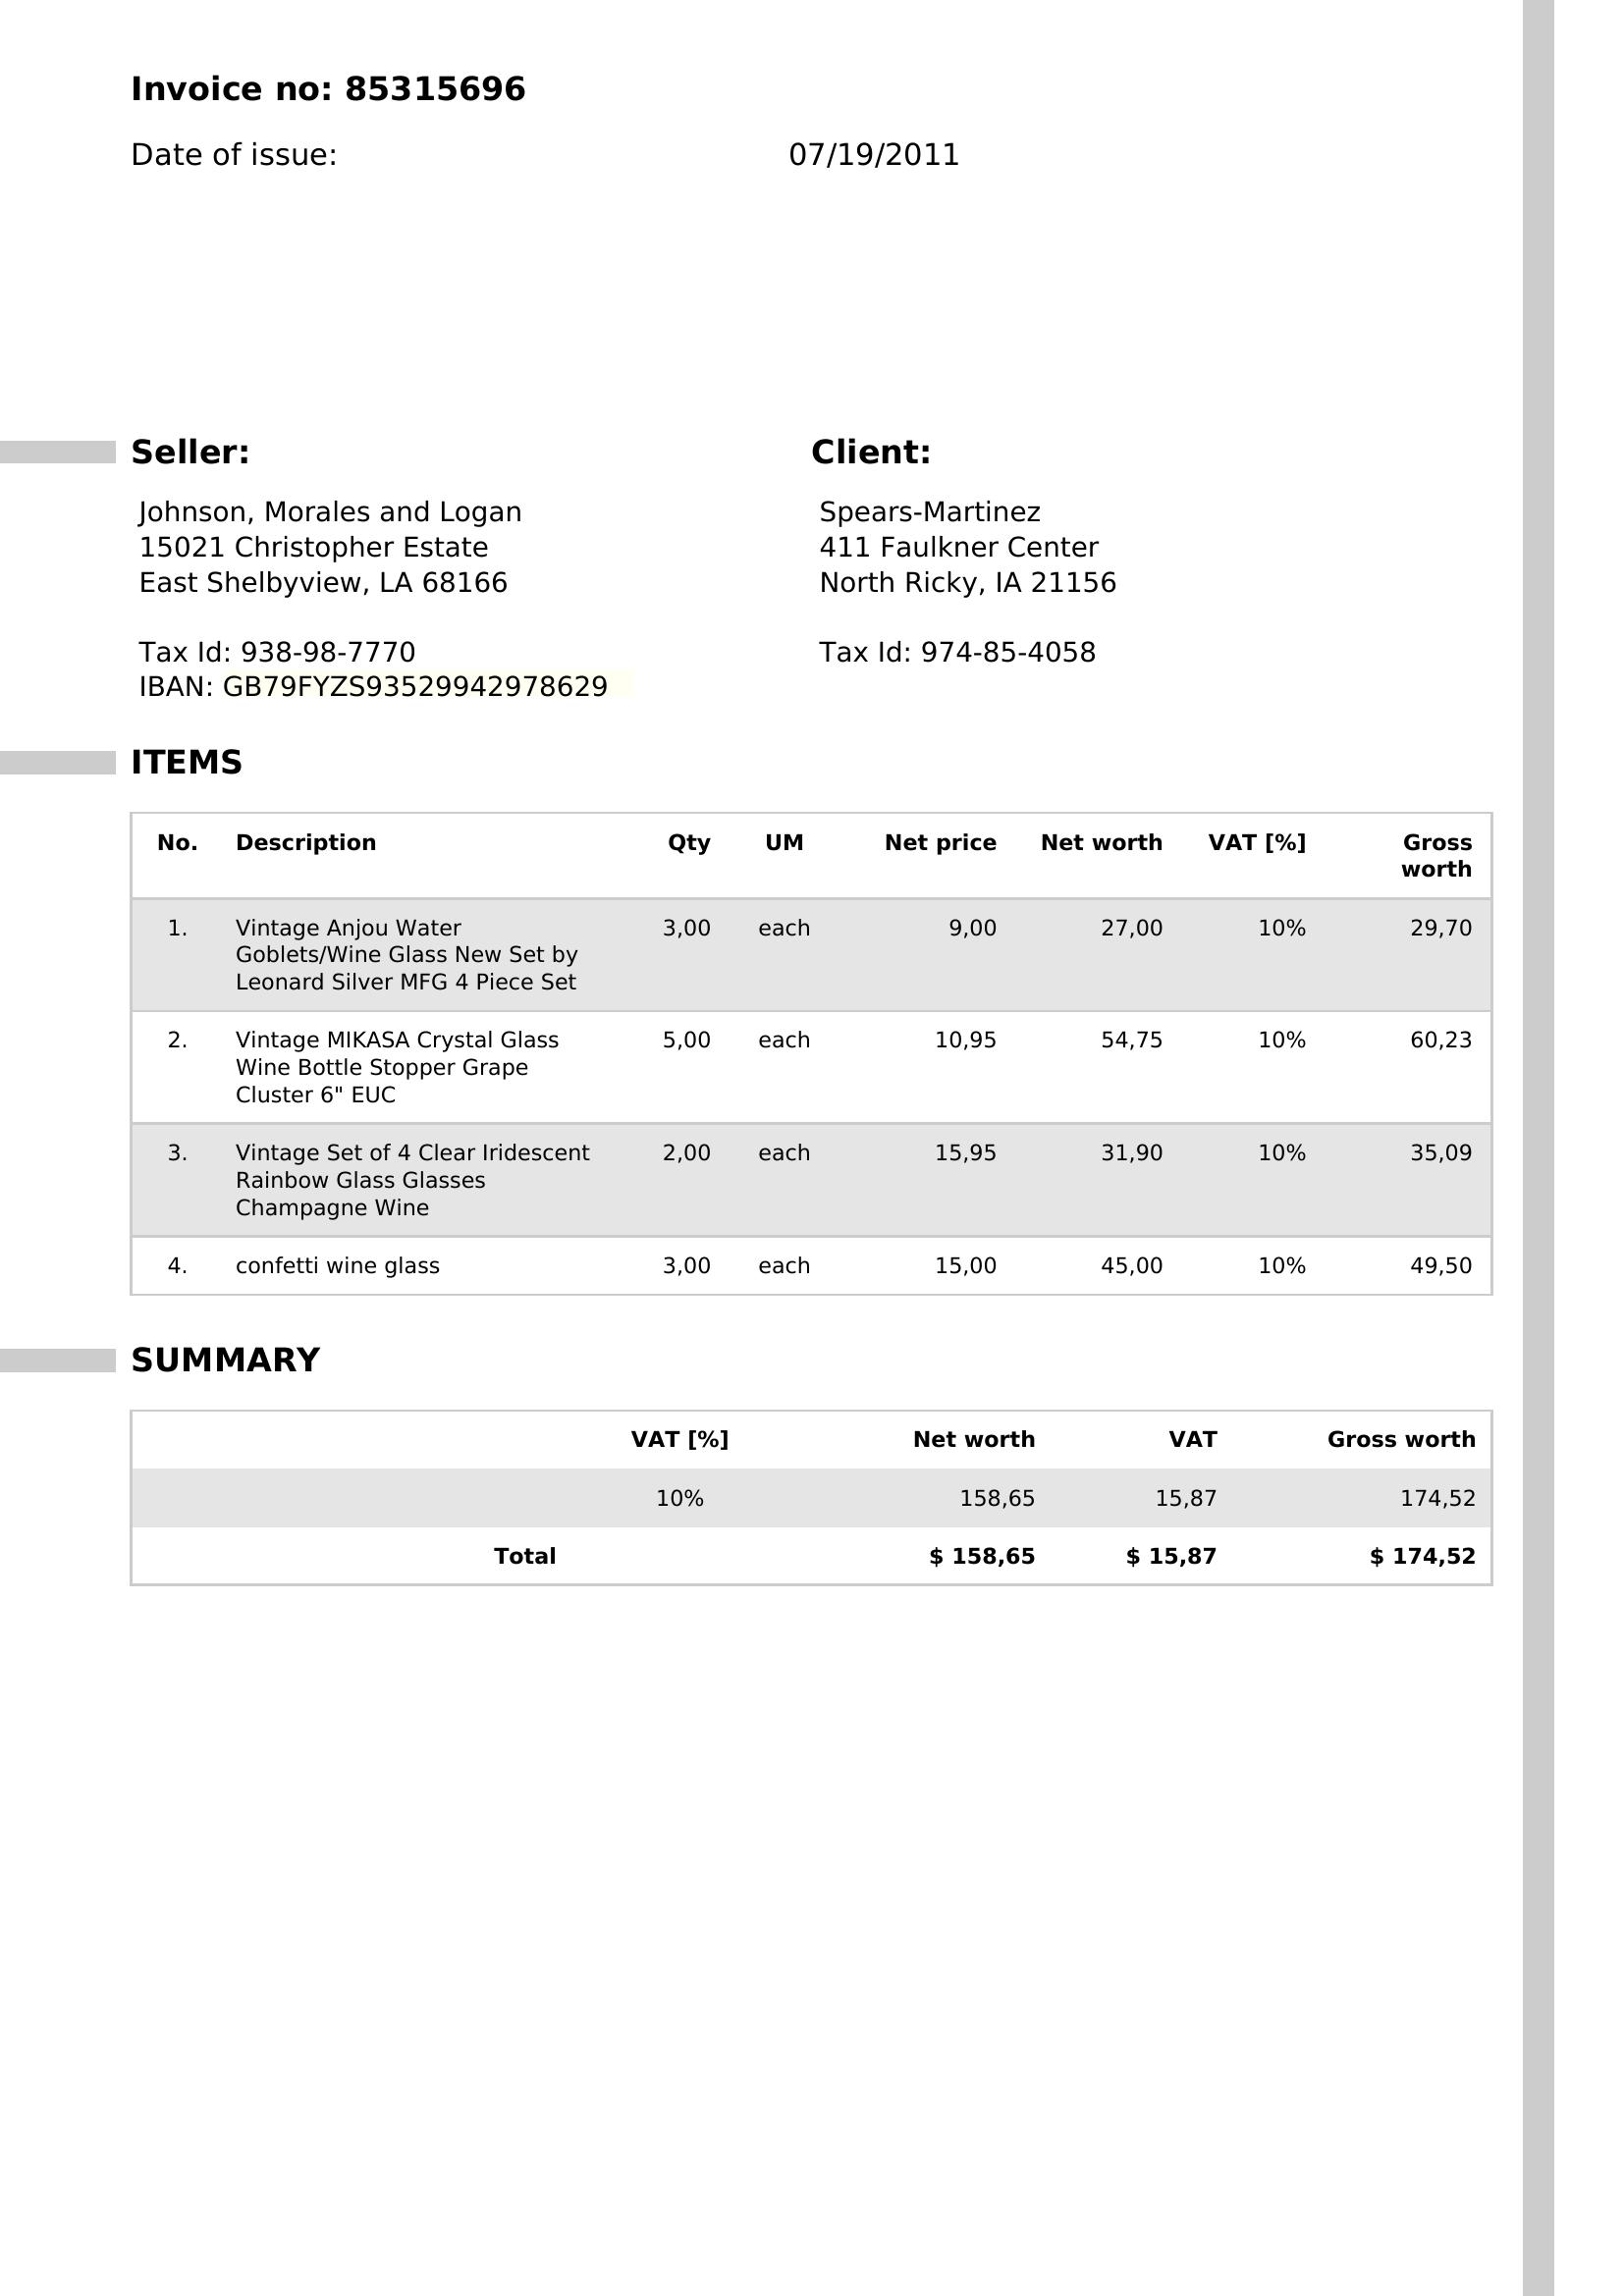 Invoice no: 85315696
Date of issue: 07/19/2011
Seller: Client:
Johnson, Morales and Logan
15021 Christopher Estate
East Shelbyview, LA 68166
Tax Id: 938-98-7770
IBAN: GB79FYZS93529942978629
Spears-Martinez
411 Faulkner Center
North Ricky, IA 21156
Tax Id: 974-85-4058
ITEMS
No. Description Qty UM Net price Net worth VAT [%] Gross
worth
1. Vintage Anjou Water 3,00 each 9,00 27,00 10% 29,70
Goblets/Wine Glass New Set by
Leonard Silver MFG 4 Piece Set
2. Vintage MIKASA Crystal Glass 5,00 each 10,95 54,75 10% 60,23
Wine Bottle Stopper Grape
Cluster 6" EUC
3. Vintage Set of 4 Clear Iridescent 2,00 each 15,95 31,90 10% 35,09
Rainbow Glass Glasses
Champagne Wine
4. confetti wine glass 3,00 each 15,00 45,00 10% 49,50
SUMMARY
VAT [%] Net worth VAT Gross worth
10% 158,65 15,87 174,52
Total $ 158,65 $ 15,87 $ 174,52